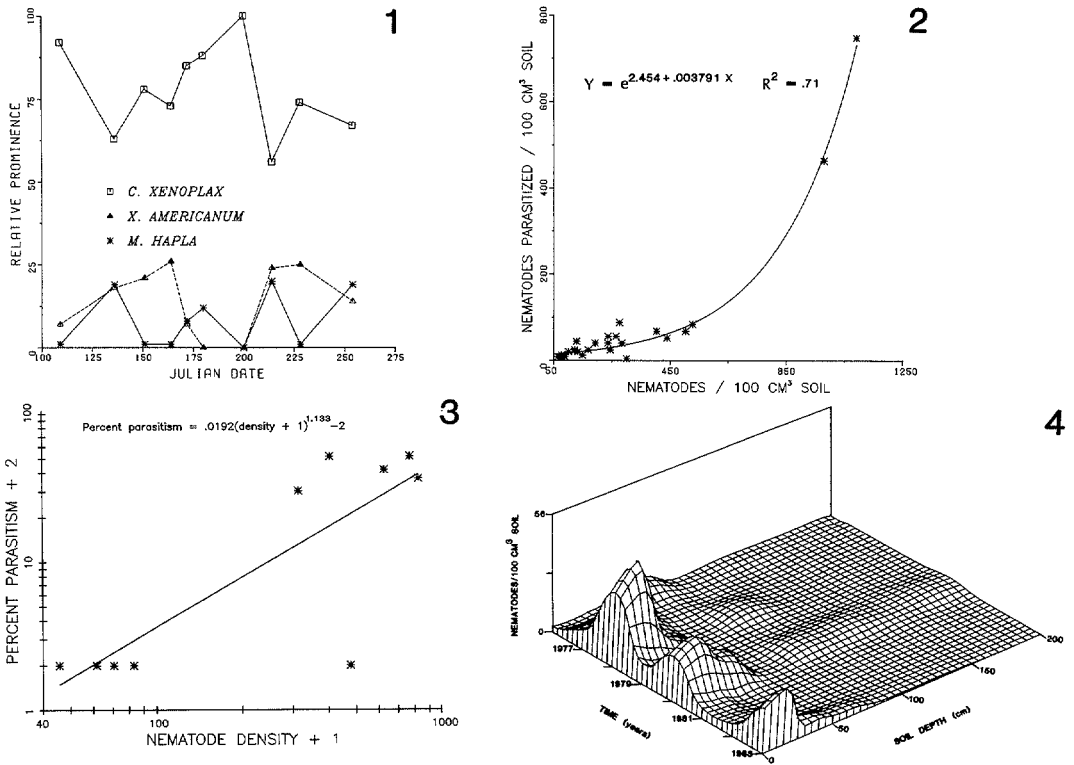 1
RELATIVE PROMINENCE
100
75
50
25
0
C. XENOPLAX
X. AMERICANUM
M. HAPLA
100 125 150 175 200 225 250 275
JULIAN DATE
2
NEMATODES PARASITIZED / 100 CM³ SOIL
800
600
400
200
0
Y = e^2.454+.003791 X R² = .71
50 450 850 1250
NEMATODES / 100 CM³ SOIL
3
PERCENT PARASITISM + 2
100
10
1
Percent parasitism = .0192(density + 1)^1.133-2
40 100 1000
NEMATODE DENSITY + 1
4
NEMATODES/100 CM³ SOIL
56
0
1977
1979
1981
1983
TIME (years)
0
50
100
150
200
SOIL DEPTH (cm)